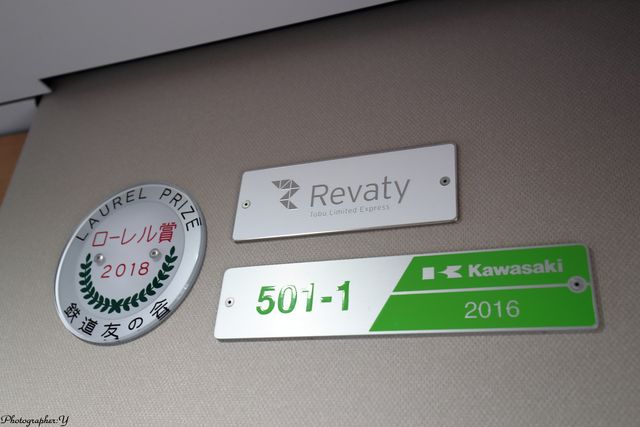 LAUREL PRIZE
ローレル賞
2018
鉄道友の会
Revaty
Tobu Limited Express
501-1
Kawasaki
2016
Photographer:Y